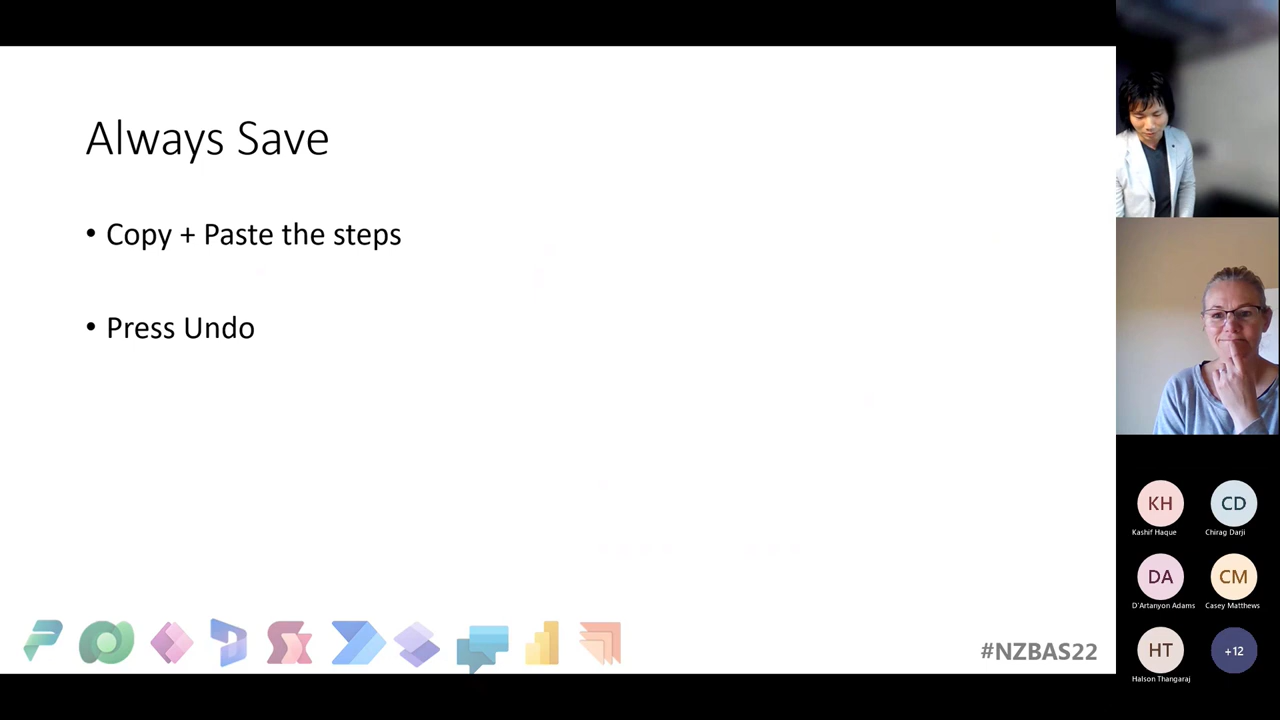 Always Save
• Copy + Paste the steps
• Press Undo
#NZBAS22
KH
CD
Kashif Haque
Chirag Darji
DA
CM
D'Artanyon Adams
Casey Matthews
HT
+12
Halson Thangaraj